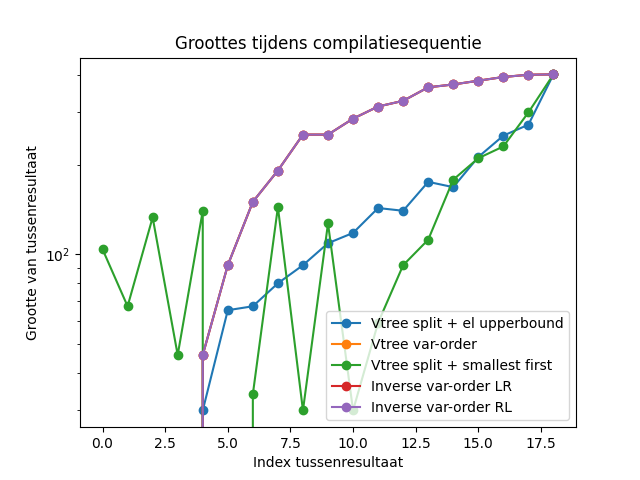 Groottes tijdens compilatiesequentie
Grootte van tussenresultaat
10²
Vtree split + el upperbound
Vtree var-order
Vtree split + smallest first
Inverse var-order LR
Inverse var-order RL
0.0 2.5 5.0 7.5 10.0 12.5 15.0 17.5
Index tussenresultaat